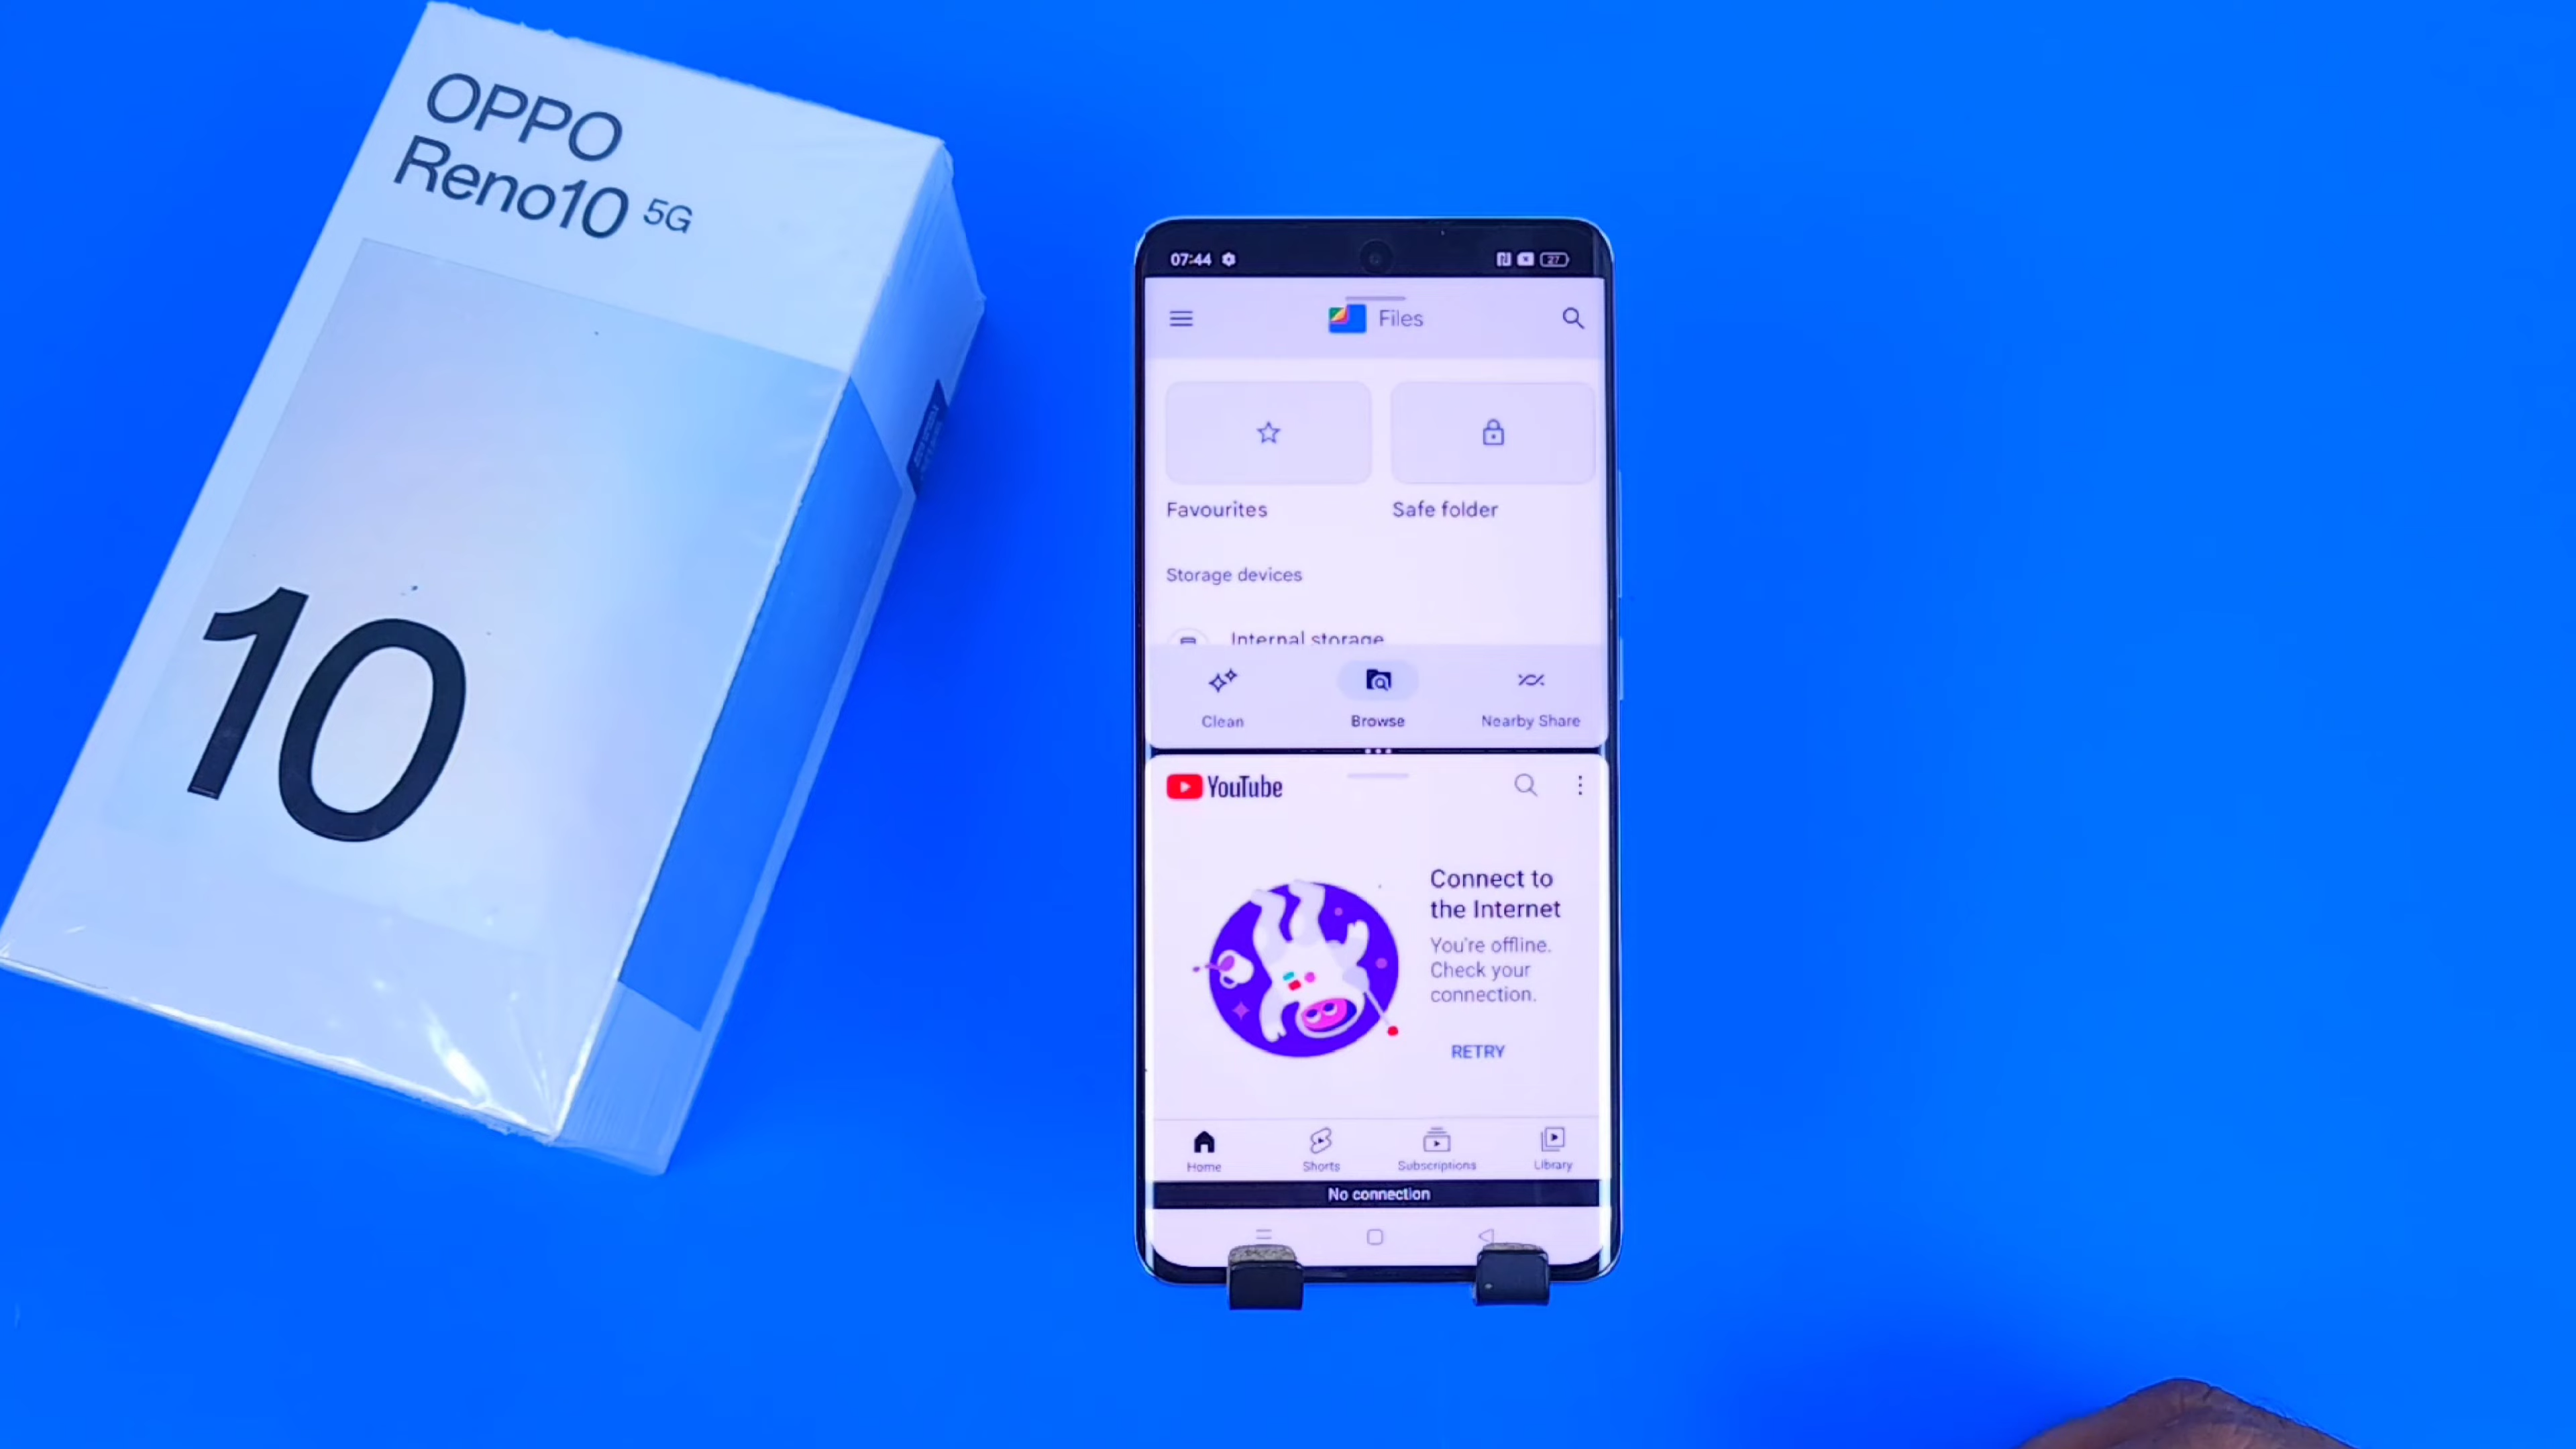 OPPO
Reno10 5G
10
07:44
27
Files
Favourites
Safe folder
Storage devices
Internal storage
Clean
Browse
Nearby Share
YouTube
Connect to
the Internet
You're offline.
Check your
connection.
RETRY
Home
Shorts
Subscriptions
Library
No connection